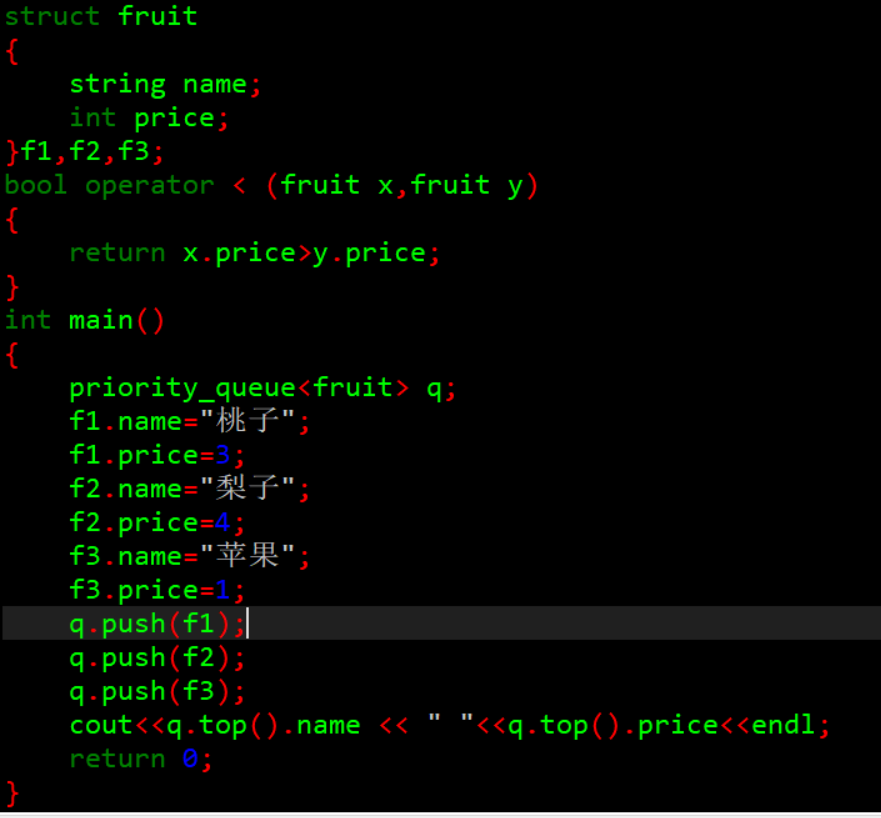 struct fruit
{
    string name;
    int price;
}f1,f2,f3;
bool operator < (fruit x,fruit y)
{
    return x.price>y.price;
}
int main()
{
    priority_queue<fruit> q;
    f1.name="桃子";
    f1.price=3;
    f2.name="梨子";
    f2.price=4;
    f3.name="苹果";
    f3.price=1;
    q.push(f1);
    q.push(f2);
    q.push(f3);
    cout<<q.top().name << " "<<q.top().price<<endl;
    return 0;
}